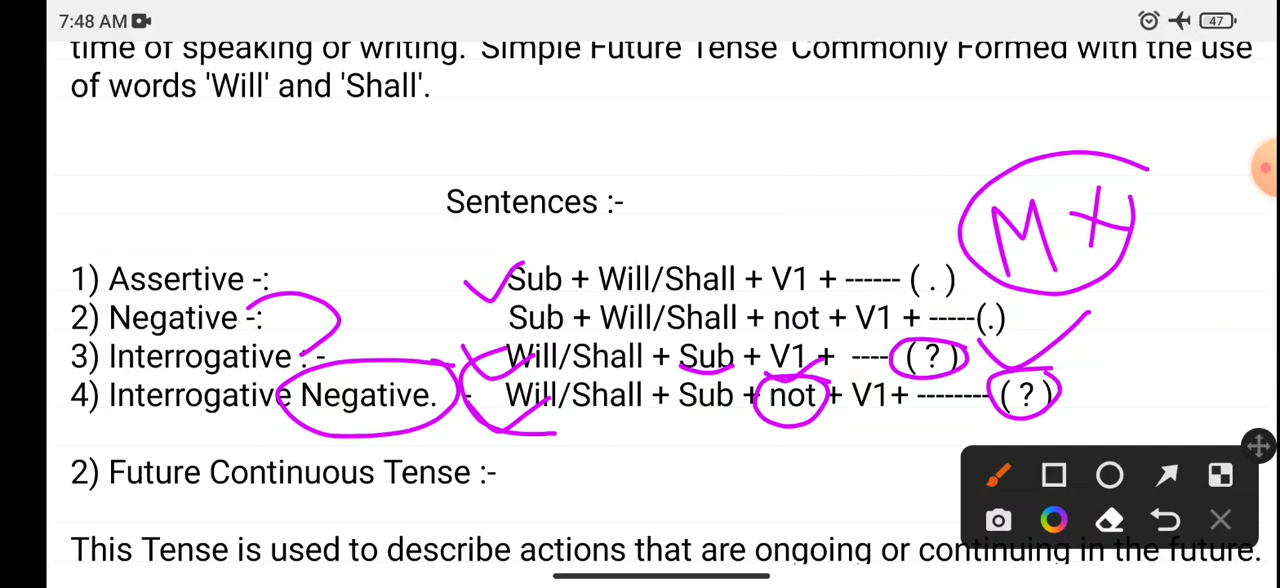 7:48 AM
47
time of speaking or writing. 'Simple Future Tense' Commonly Formed with the use
of words 'Will' and 'Shall'.
Sentences :-
1) Assertive -: Sub + Will/Shall + V1 + ------ ( . )
2) Negative -: Sub + Will/Shall + not + V1 + -----(.)
3) Interrogative : - Will/Shall + Sub + V1 + ---- ( ? )
4) Interrogative Negative. - Will/Shall + Sub + not + V1+ -------- ( ? )
2) Future Continuous Tense :-
This Tense is used to describe actions that are ongoing or continuing in the future.